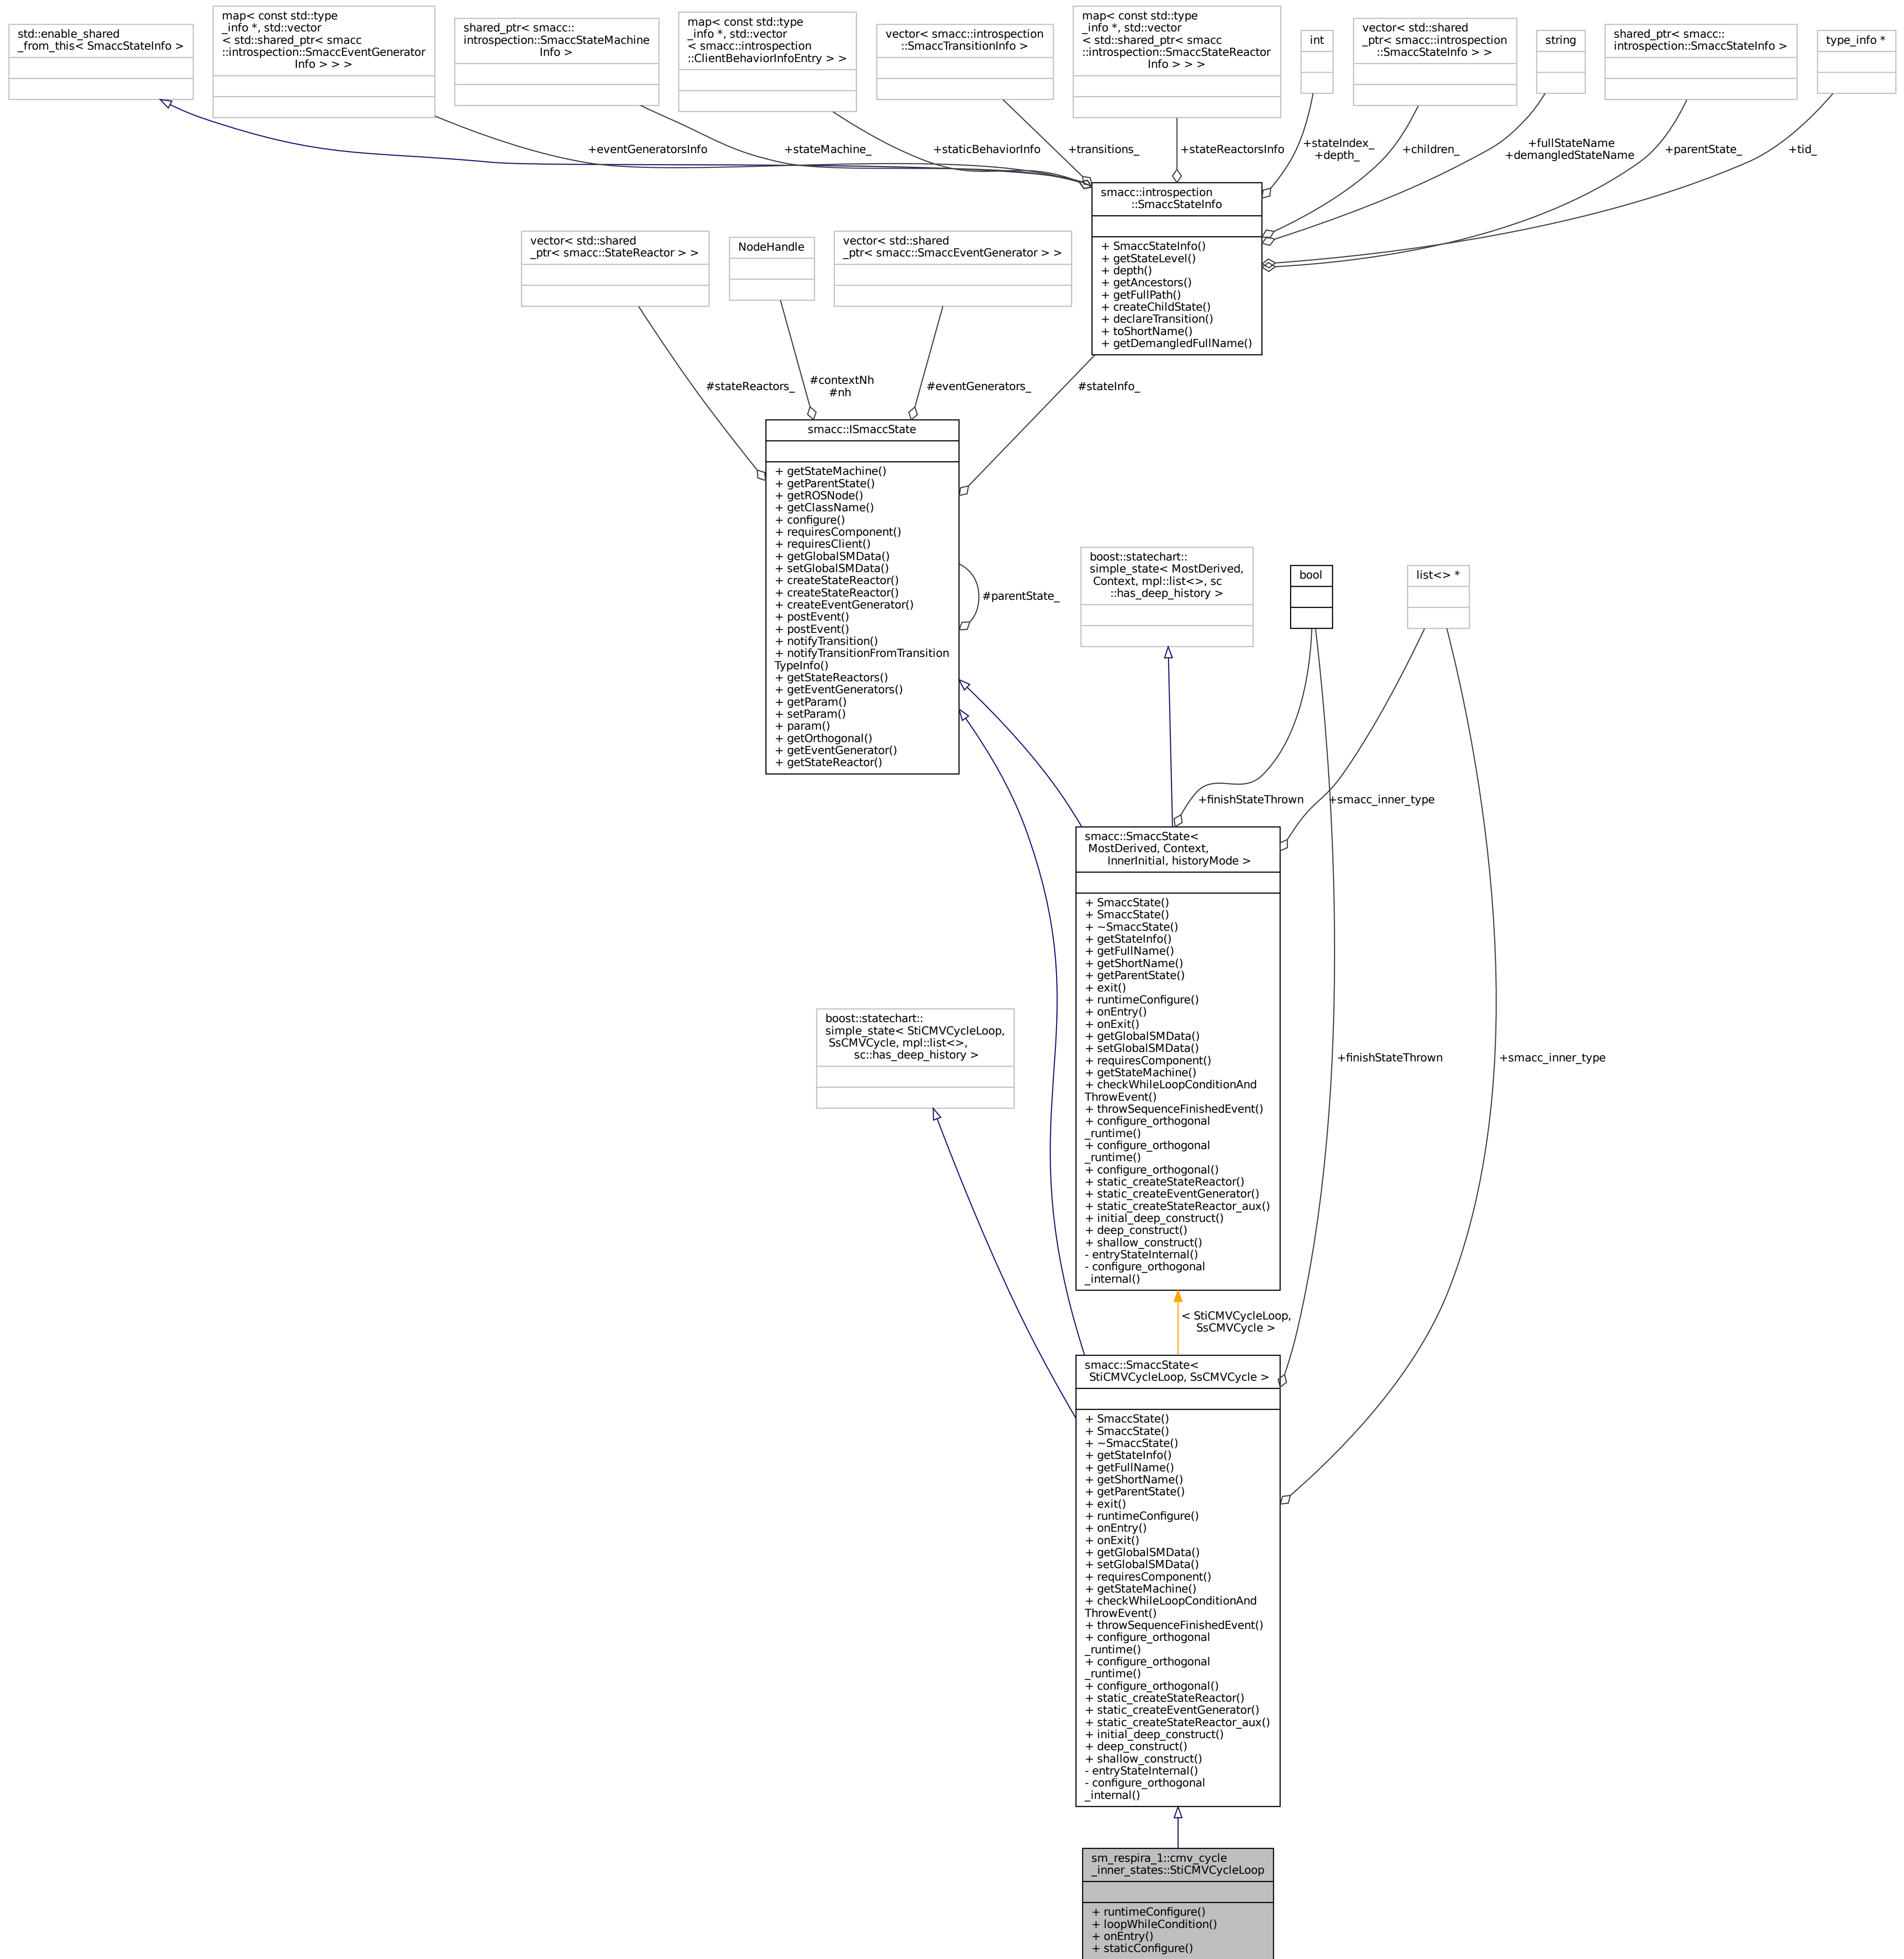 std::enable_shared
_from_this< SmaccStateInfo >
map< const std::type
_info *, std::vector
< std::shared_ptr< smacc
::introspection::SmaccEventGenerator
Info > > >
shared_ptr< smacc::
introspection::SmaccStateMachine
Info >
map< const std::type
_info *, std::vector
< smacc::introspection
::ClientBehaviorInfoEntry > >
vector< smacc::introspection
::SmaccTransitionInfo >
map< const std::type
_info *, std::vector
< std::shared_ptr< smacc
::introspection::SmaccStateReactor
Info > > >
int
vector< std::shared
_ptr< smacc::introspection
::SmaccStateInfo > >
string
shared_ptr< smacc::
introspection::SmaccStateInfo >
type_info *
+eventGeneratorsInfo
+stateMachine_
+staticBehaviorInfo
+transitions_
+stateReactorsInfo
+stateIndex_
+depth_
+children_
+fullStateName
+demangledStateName
+parentState_
+tid_
smacc::introspection
::SmaccStateInfo
+ SmaccStateInfo()
+ getStateLevel()
+ depth()
+ getAncestors()
+ getFullPath()
+ createChildState()
+ declareTransition()
+ toShortName()
+ getDemangledFullName()
vector< std::shared
_ptr< smacc::StateReactor > >
NodeHandle
vector< std::shared
_ptr< smacc::SmaccEventGenerator > >
#stateReactors_
#contextNh
#nh
#eventGenerators_
#stateInfo_
smacc::ISmaccState
+ getStateMachine()
+ getParentState()
+ getROSNode()
+ getClassName()
+ configure()
+ requiresComponent()
+ requiresClient()
+ getGlobalSMData()
+ setGlobalSMData()
+ createStateReactor()
+ createStateReactor()
+ createEventGenerator()
+ postEvent()
+ postEvent()
+ notifyTransition()
+ notifyTransitionFromTransition
TypeInfo()
+ getStateReactors()
+ getEventGenerators()
+ getParam()
+ setParam()
+ param()
+ getOrthogonal()
+ getEventGenerator()
+ getStateReactor()
#parentState_
boost::statechart::
simple_state< MostDerived,
Context, mpl::list<>, sc
::has_deep_history >
bool
list<> *
+finishStateThrown
+smacc_inner_type
smacc::SmaccState<
MostDerived, Context,
InnerInitial, historyMode >
+ SmaccState()
+ SmaccState()
+ ~SmaccState()
+ getStateInfo()
+ getFullName()
+ getShortName()
+ getParentState()
+ exit()
+ runtimeConfigure()
+ onEntry()
+ onExit()
+ getGlobalSMData()
+ setGlobalSMData()
+ requiresComponent()
+ getStateMachine()
+ checkWhileLoopConditionAnd
ThrowEvent()
+ throwSequenceFinishedEvent()
+ configure_orthogonal
_runtime()
+ configure_orthogonal
_runtime()
+ configure_orthogonal()
+ static_createStateReactor()
+ static_createEventGenerator()
+ static_createStateReactor_aux()
+ initial_deep_construct()
+ deep_construct()
+ shallow_construct()
- entryStateInternal()
- configure_orthogonal
_internal()
boost::statechart::
simple_state< StiCMVCycleLoop,
SsCMVCycle, mpl::list<>,
sc::has_deep_history >
+finishStateThrown
+smacc_inner_type
< StiCMVCycleLoop,
SsCMVCycle >
smacc::SmaccState<
StiCMVCycleLoop, SsCMVCycle >
+ SmaccState()
+ SmaccState()
+ ~SmaccState()
+ getStateInfo()
+ getFullName()
+ getShortName()
+ getParentState()
+ exit()
+ runtimeConfigure()
+ onEntry()
+ onExit()
+ getGlobalSMData()
+ setGlobalSMData()
+ requiresComponent()
+ getStateMachine()
+ checkWhileLoopConditionAnd
ThrowEvent()
+ throwSequenceFinishedEvent()
+ configure_orthogonal
_runtime()
+ configure_orthogonal
_runtime()
+ configure_orthogonal()
+ static_createStateReactor()
+ static_createEventGenerator()
+ static_createStateReactor_aux()
+ initial_deep_construct()
+ deep_construct()
+ shallow_construct()
- entryStateInternal()
- configure_orthogonal
_internal()
sm_respira_1::cmv_cycle
_inner_states::StiCMVCycleLoop
+ runtimeConfigure()
+ loopWhileCondition()
+ onEntry()
+ staticConfigure()